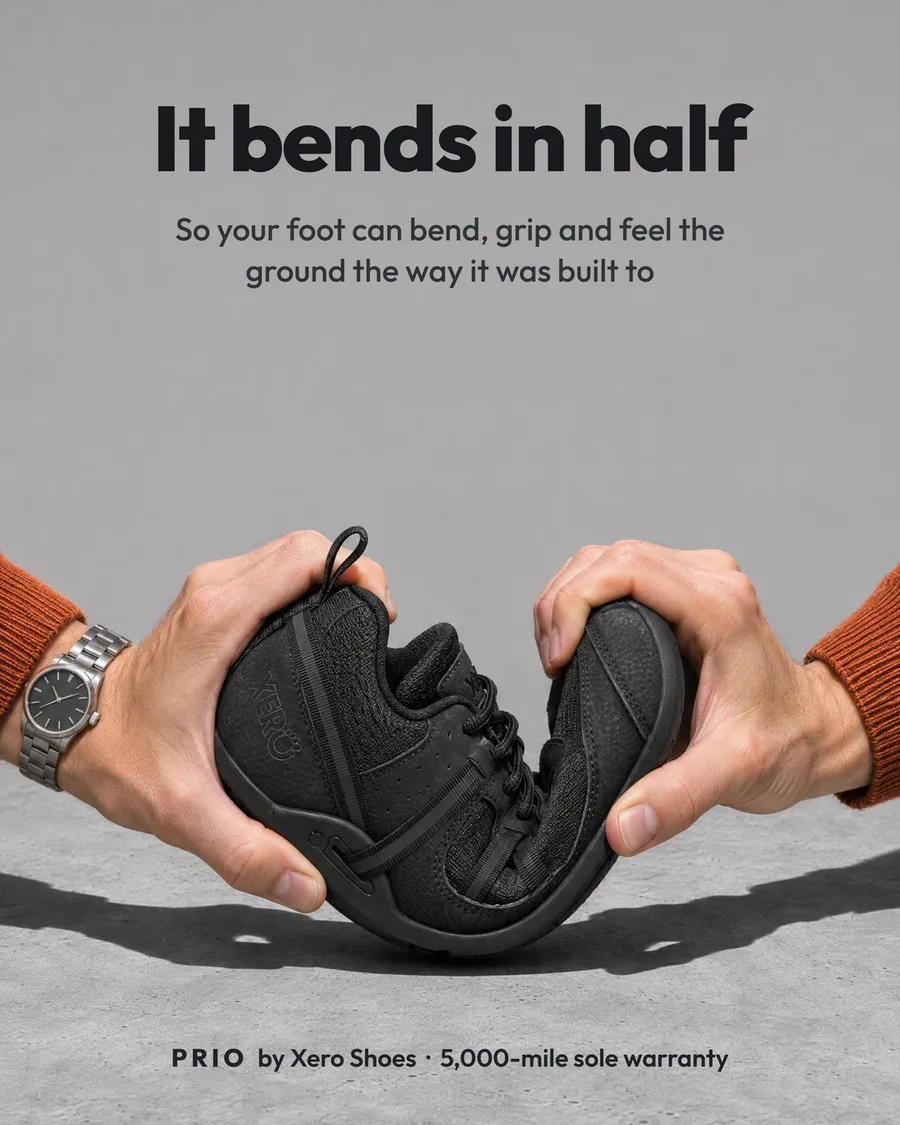 It bends in half
So your foot can bend, grip and feel the
ground the way it was built to
XERO
PRIO by Xero Shoes · 5,000-mile sole warranty